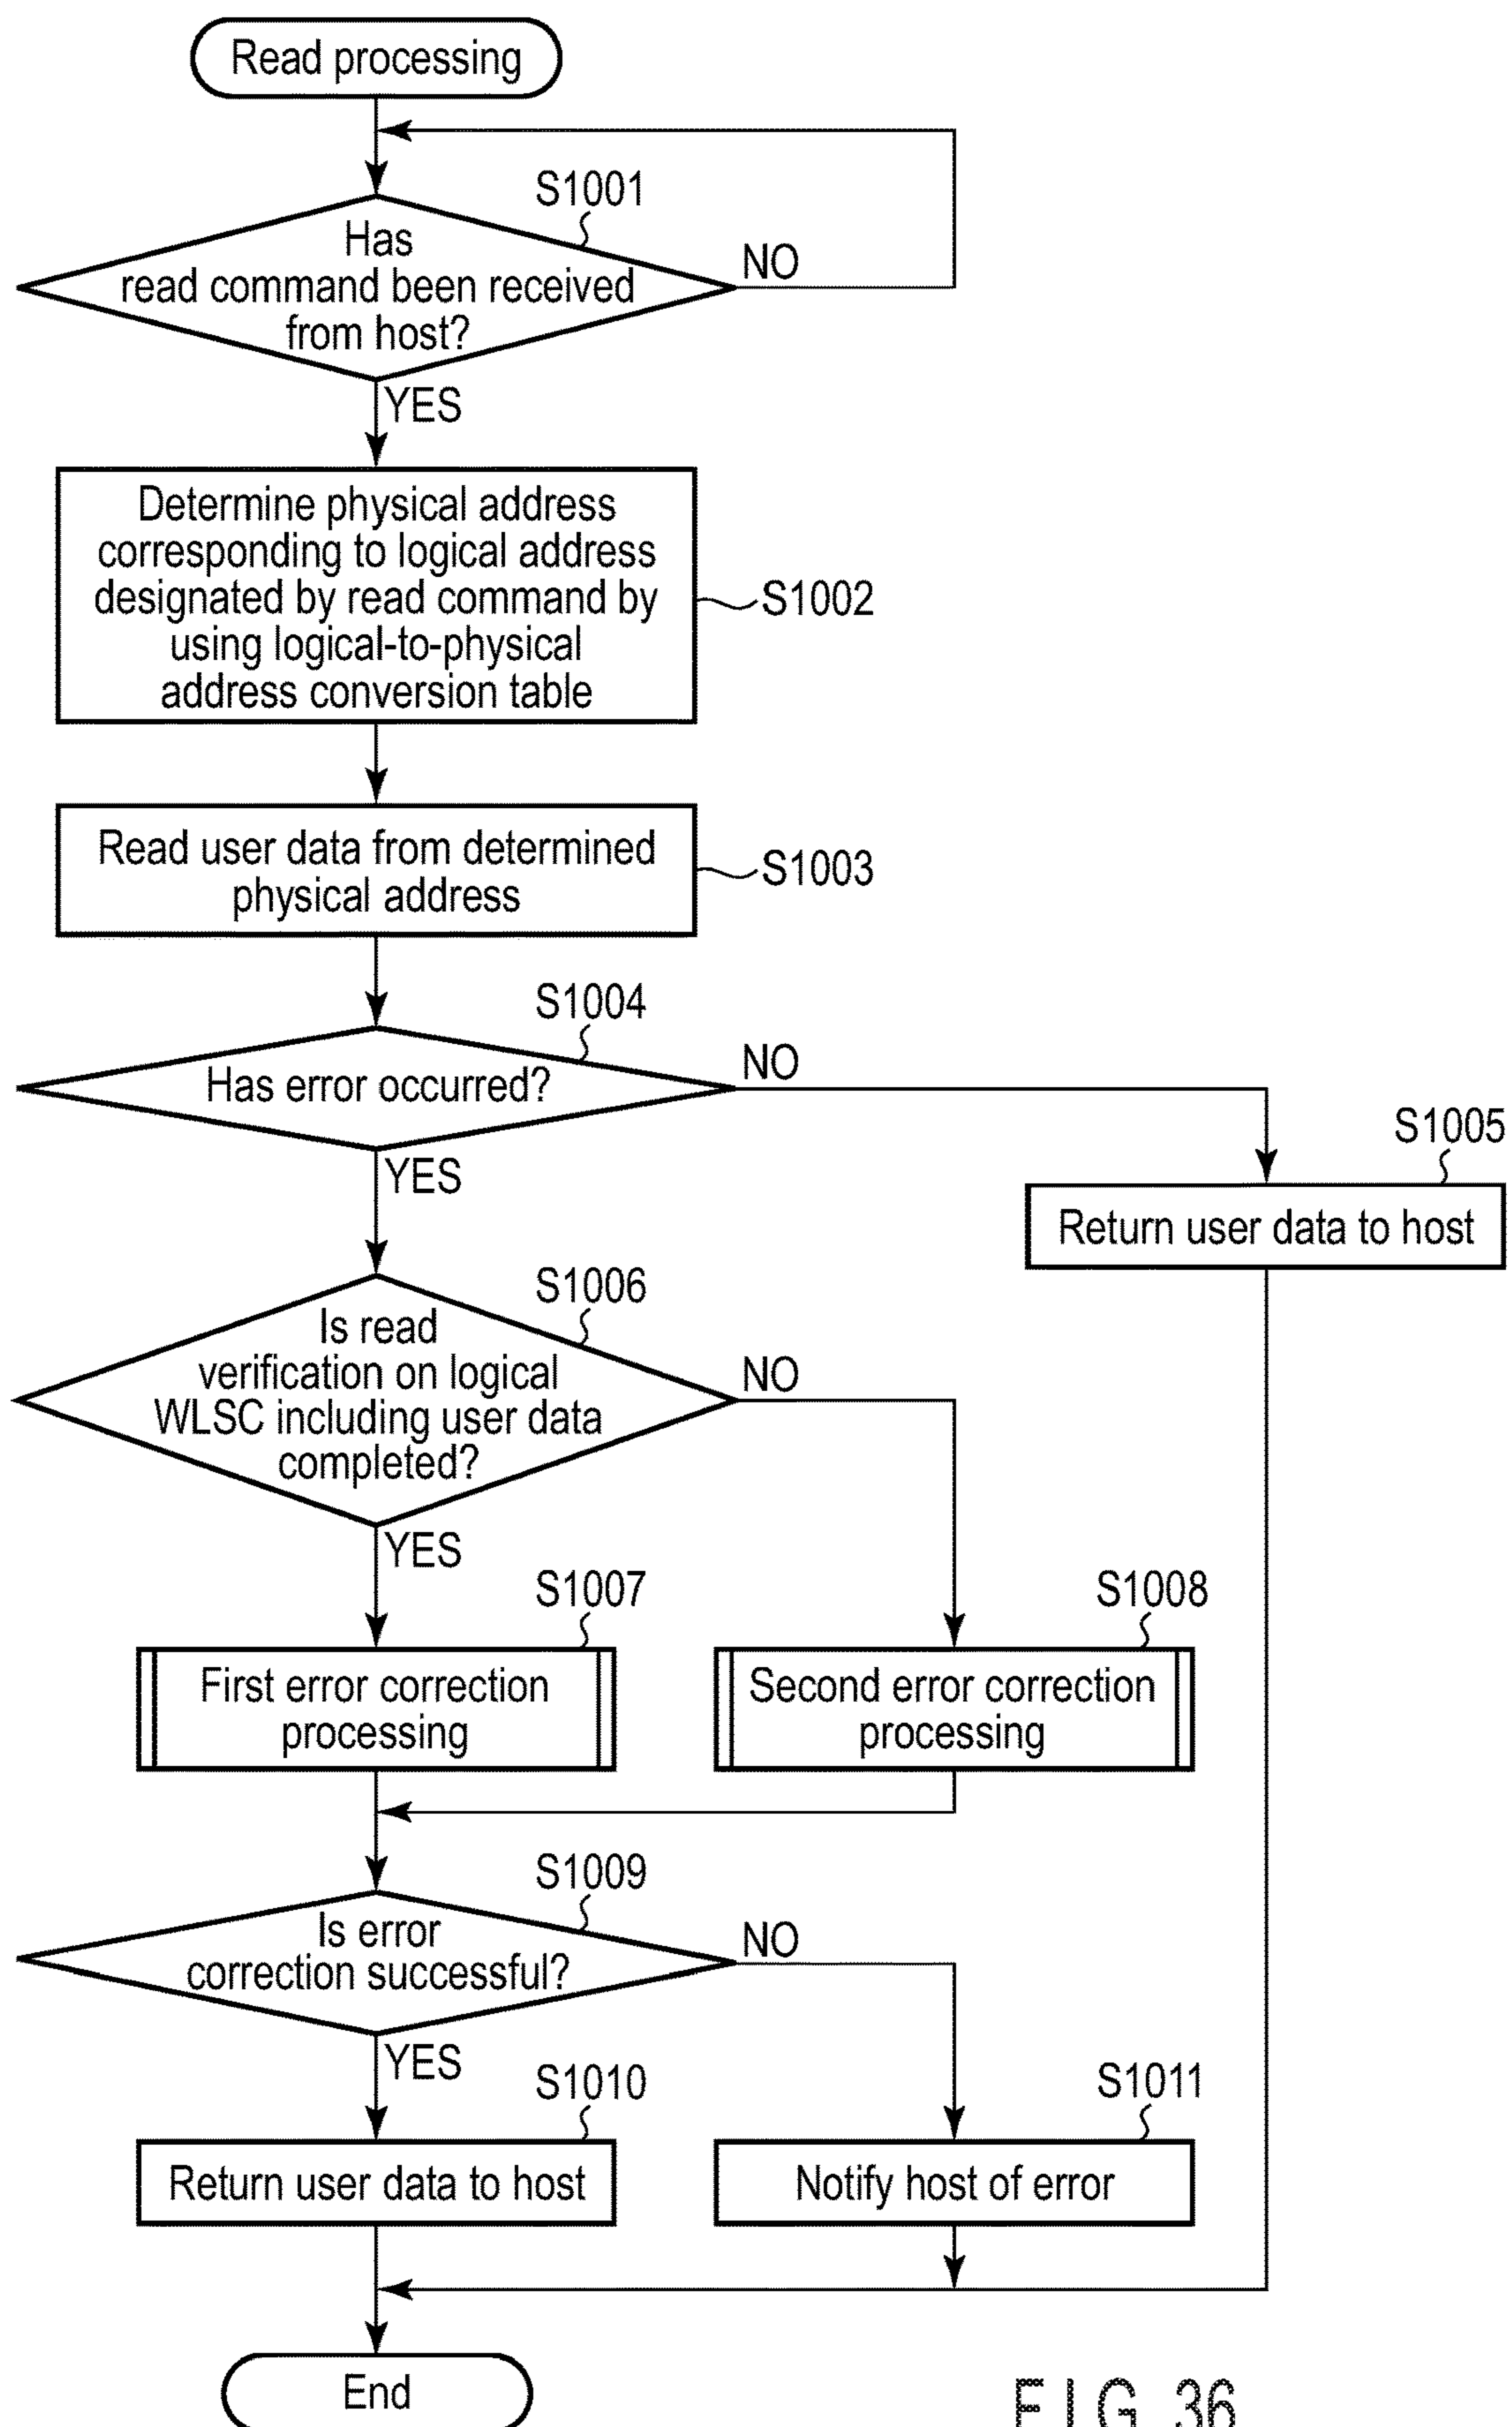 Read processing
S1001
Has
read command been received
from host?
NO
YES
Determine physical address
corresponding to logical address
designated by read command by
using logical-to-physical
address conversion table
S1002
Read user data from determined
physical address
S1003
S1004
Has error occurred?
NO
YES
S1005
Return user data to host
S1006
Is read
verification on logical
WLSC including user data
completed?
NO
YES
S1007
First error correction
processing
S1008
Second error correction
processing
S1009
Is error
correction successful?
NO
YES
S1010
Return user data to host
S1011
Notify host of error
End
FIG. 36